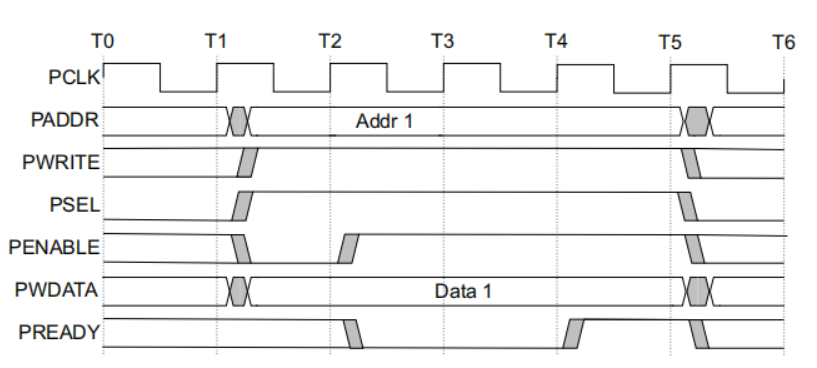 T0 T1 T2 T3 T4 T5 T6
PCLK
PADDR Addr 1
PWRITE
PSEL
PENABLE
PWDATA Data 1
PREADY